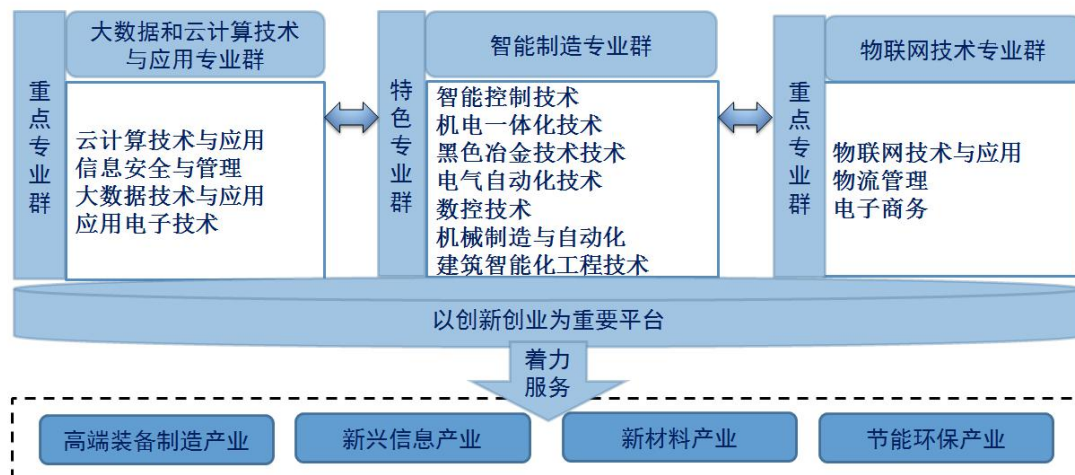 重点专业群
大数据和云计算技术
与应用专业群
云计算技术与应用
信息安全与管理
大数据技术与应用
应用电子技术
特色专业群
智能制造专业群
智能控制技术
机电一体化技术
黑色冶金技术技术
电气自动化技术
数控技术
机械制造与自动化
建筑智能化工程技术
重点专业群
物联网技术专业群
物联网技术与应用
物流管理
电子商务
以创新创业为重要平台
着力
服务
高端装备制造产业
新兴信息产业
新材料产业
节能环保产业